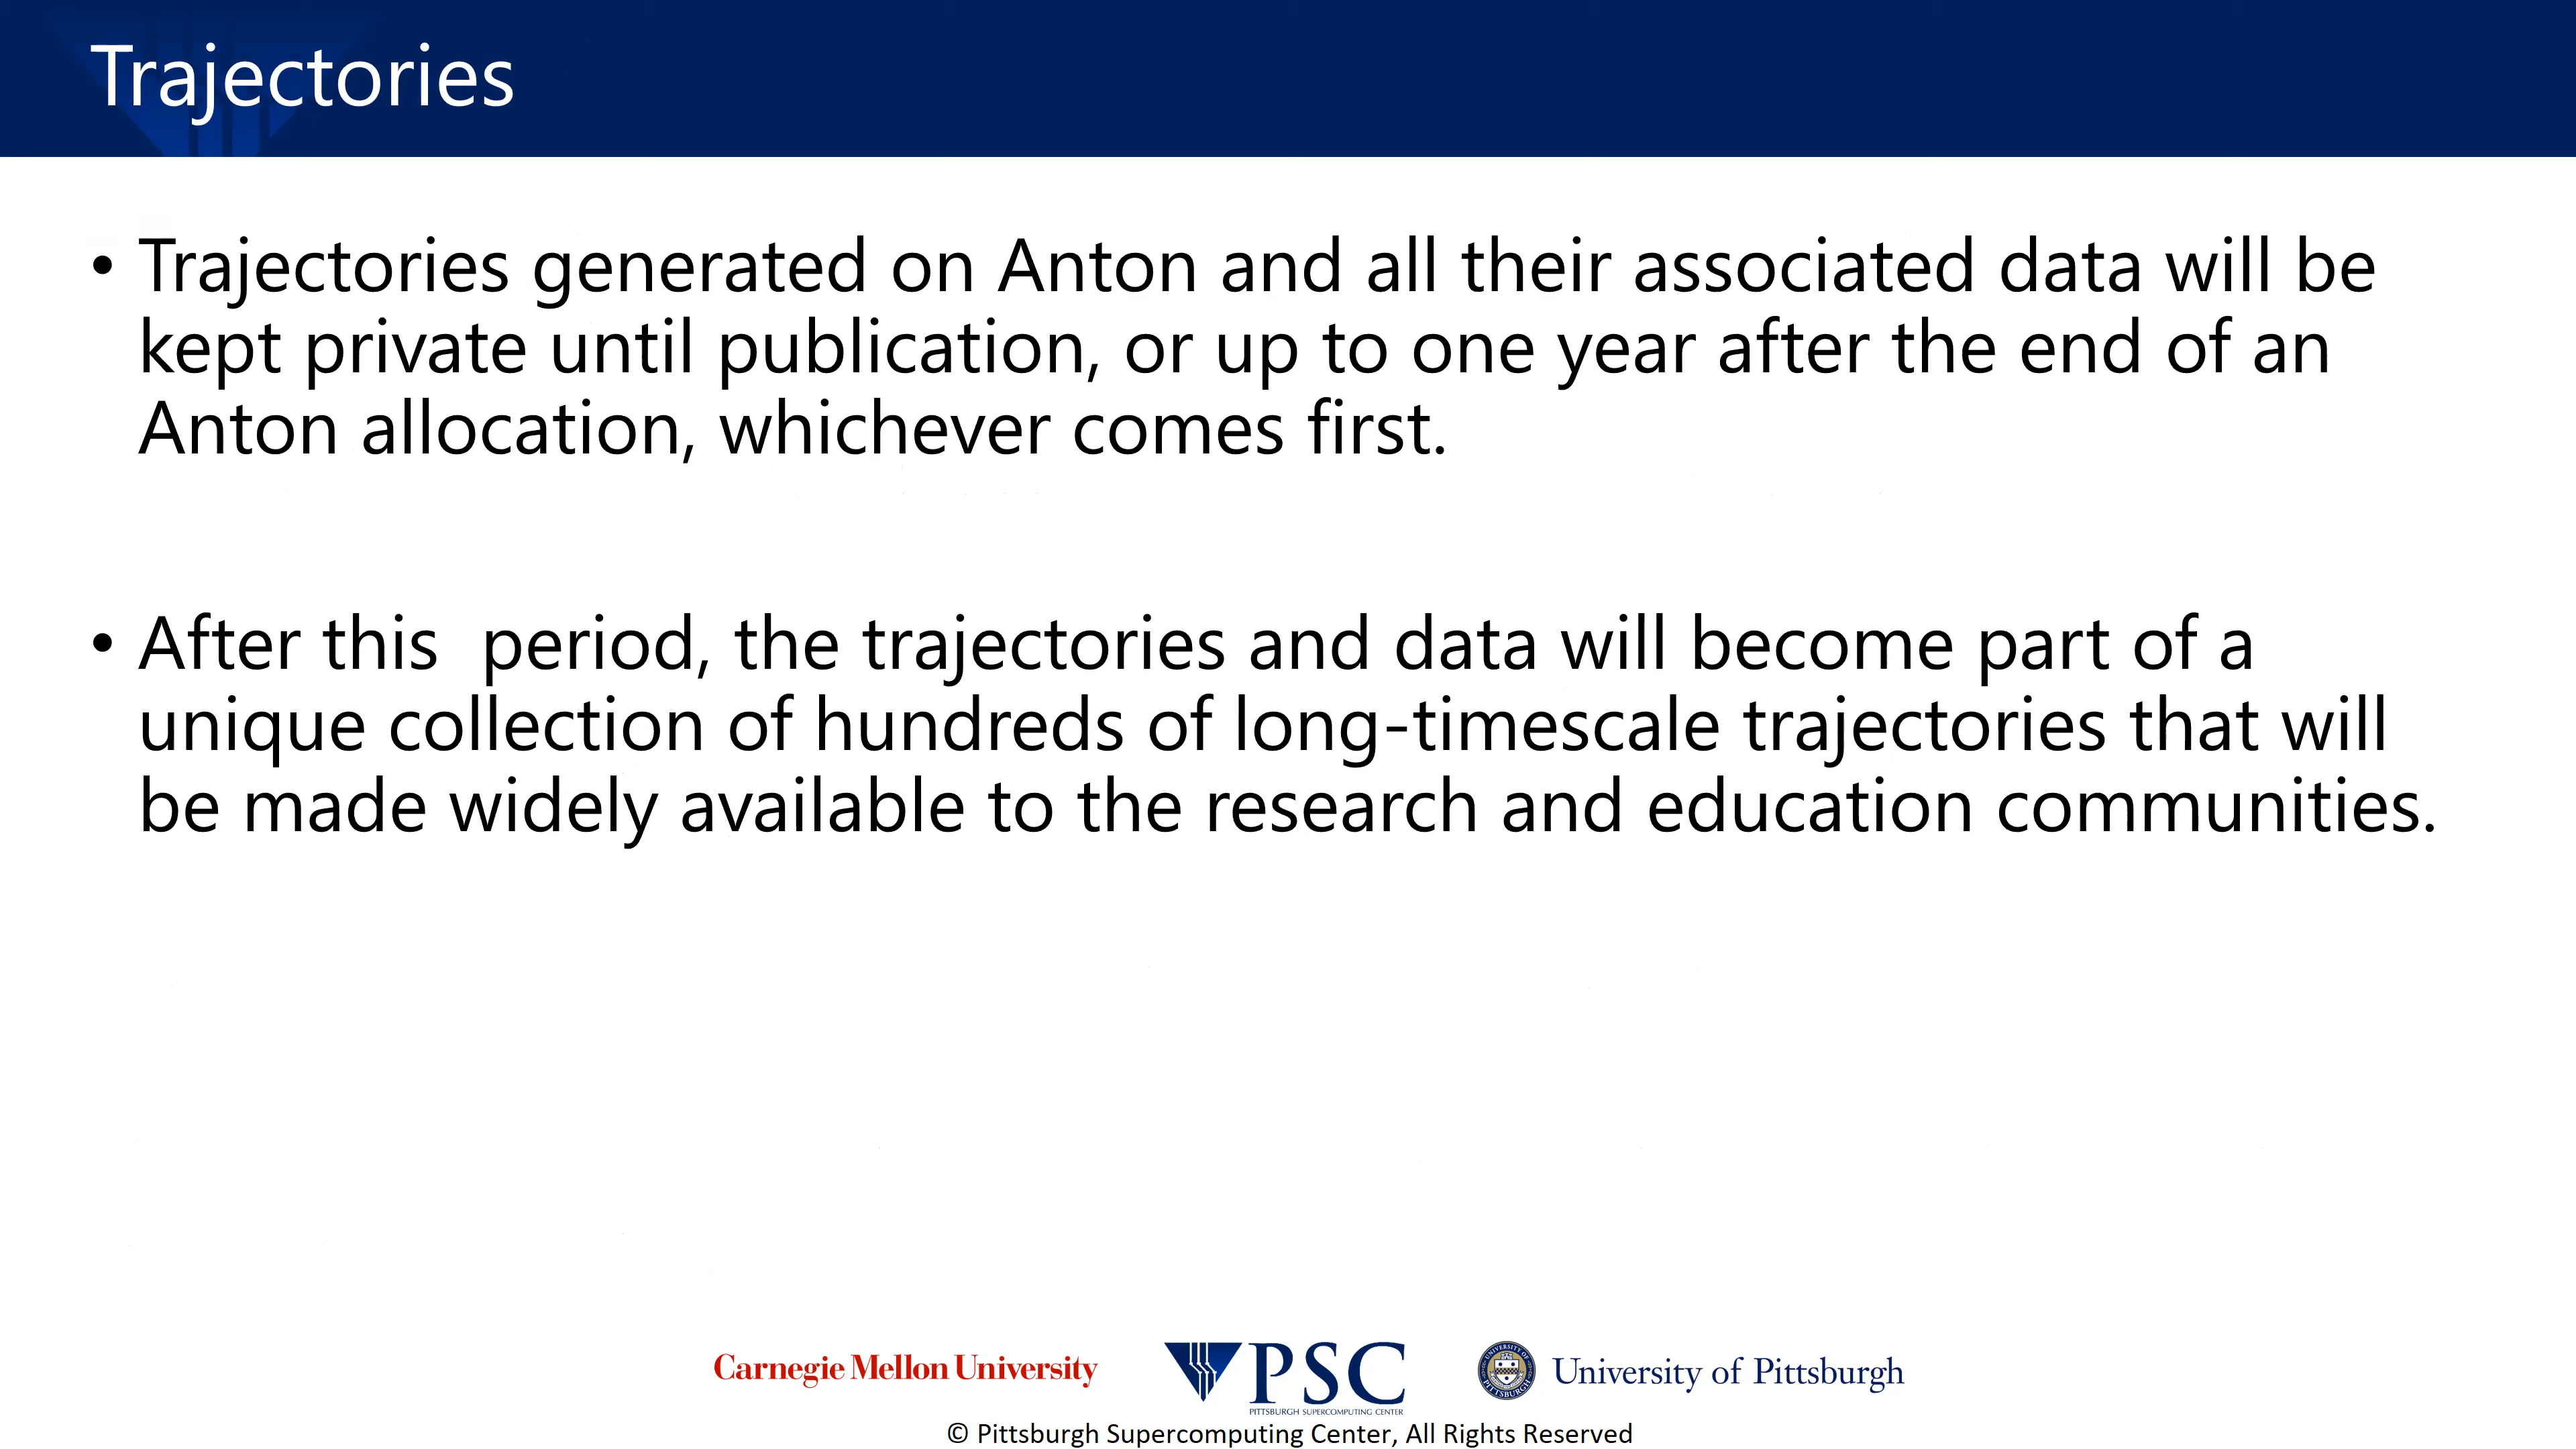 Trajectories
• Trajectories generated on Anton and all their associated data will be
kept private until publication, or up to one year after the end of an
Anton allocation, whichever comes first.
• After this  period, the trajectories and data will become part of a
unique collection of hundreds of long-timescale trajectories that will
be made widely available to the research and education communities.
Carnegie Mellon University
PSC
PITTSBURGH SUPERCOMPUTING CENTER
UNIVERSITY OF PITTSBURGH
University of Pittsburgh
© Pittsburgh Supercomputing Center, All Rights Reserved